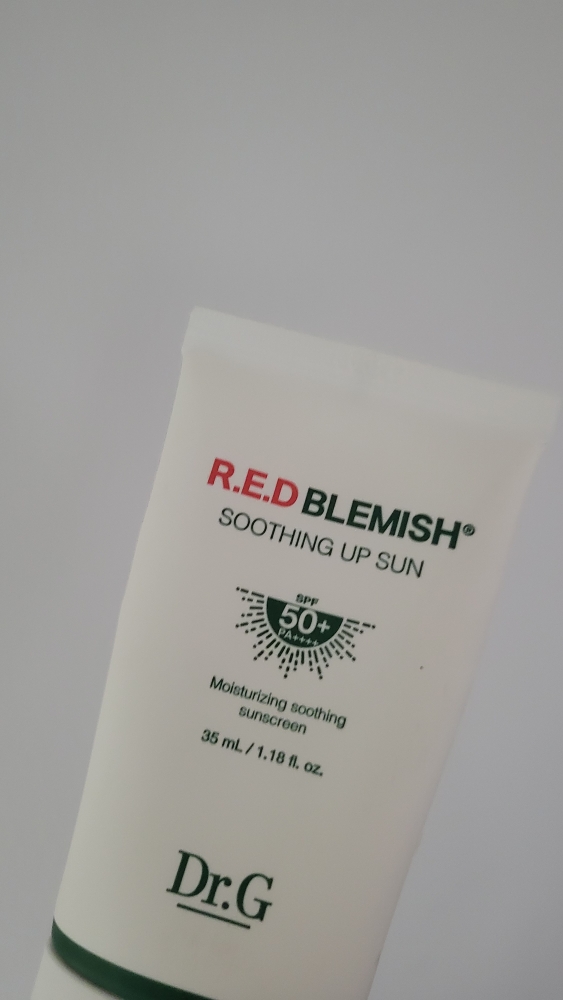 R.E.D BLEMISH®
SOOTHING UP SUN
SPF
50+
PA++++
Moisturizing soothing
sunscreen
35 mL / 1.18 fl. oz.
Dr.G